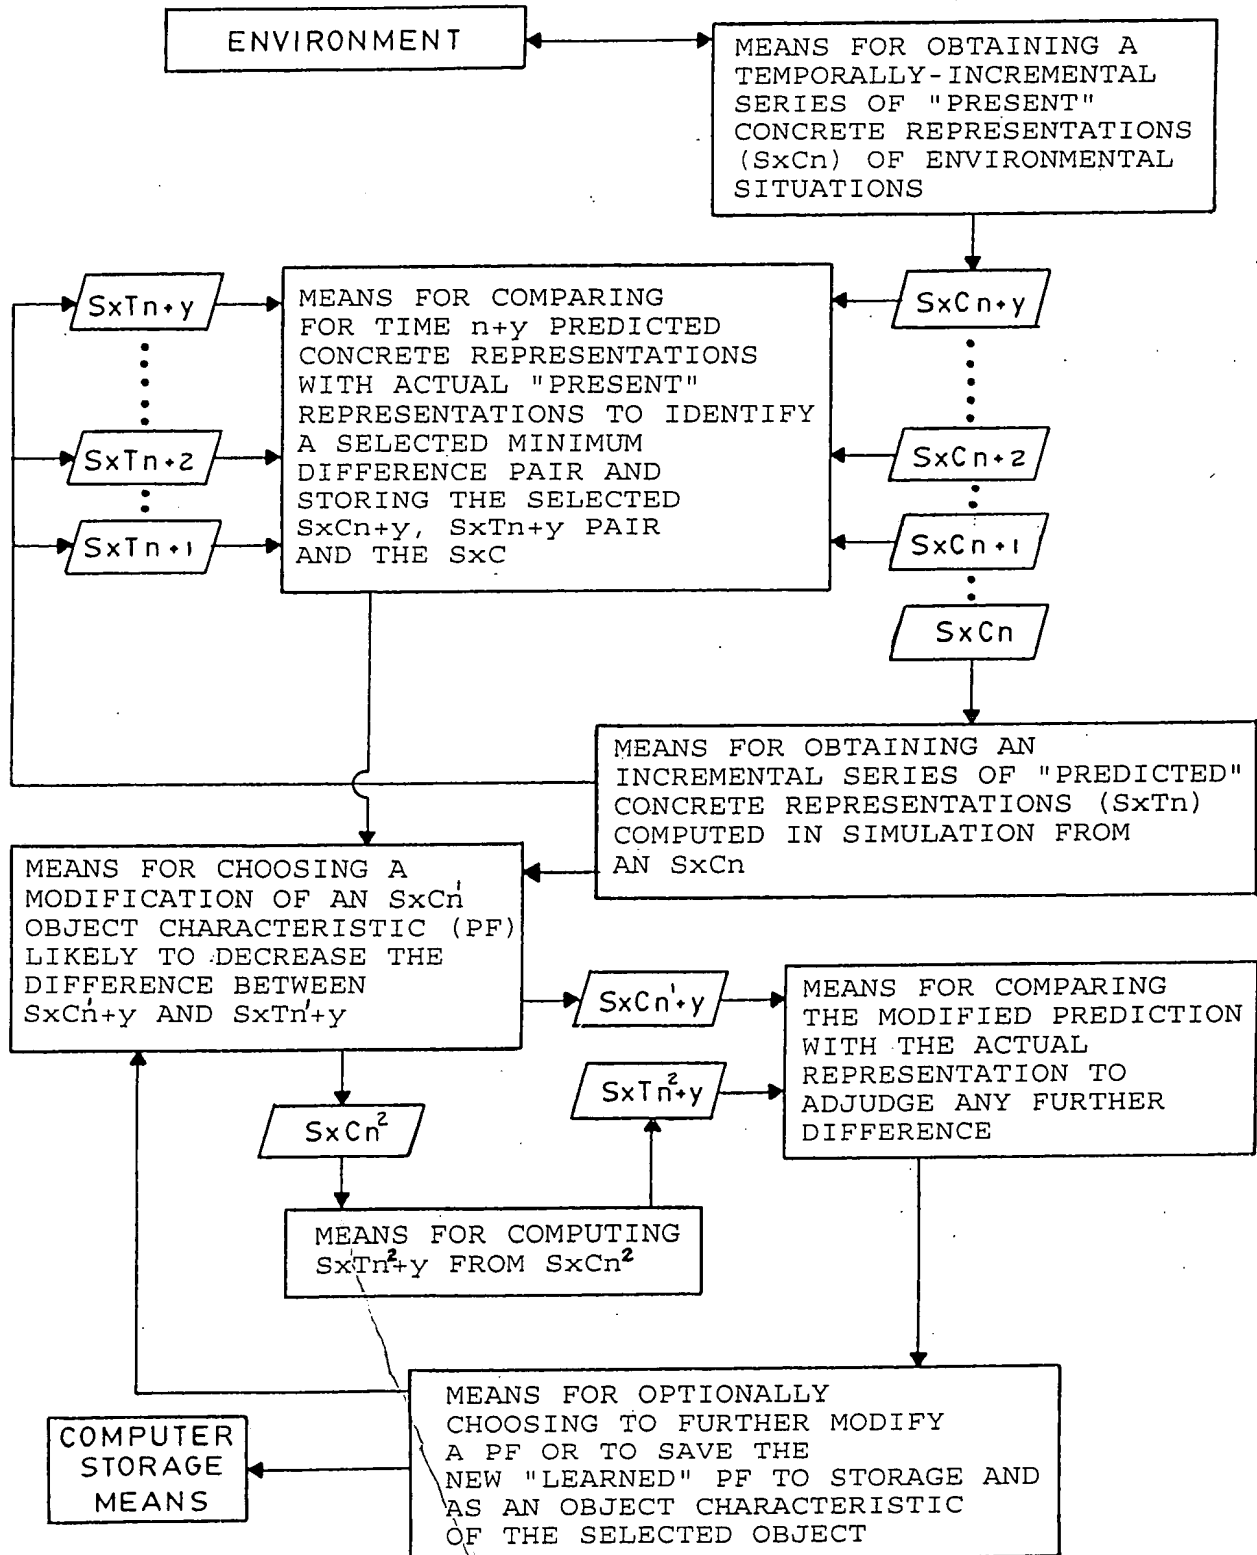 ENVIRONMENT
MEANS FOR OBTAINING A
TEMPORALLY-INCREMENTAL
SERIES OF "PRESENT"
CONCRETE REPRESENTATIONS
(SxCn) OF ENVIRONMENTAL
SITUATIONS
SxTn+y
SxTn+2
SxTn+1
MEANS FOR COMPARING
FOR TIME n+y PREDICTED
CONCRETE REPRESENTATIONS
WITH ACTUAL "PRESENT"
REPRESENTATIONS TO IDENTIFY
A SELECTED MINIMUM
DIFFERENCE PAIR AND
STORING THE SELECTED
SxCn+y, SxTn+y PAIR
AND THE SxC
SxCn+y
SxCn+2
SxCn+1
SxCn
MEANS FOR OBTAINING AN
INCREMENTAL SERIES OF "PREDICTED"
CONCRETE REPRESENTATIONS (SxTn)
COMPUTED IN SIMULATION FROM
AN SxCn
MEANS FOR CHOOSING A
MODIFICATION OF AN SxCn¹
OBJECT CHARACTERISTIC (PF)
LIKELY TO DECREASE THE
DIFFERENCE BETWEEN
SxCn¹+y AND SxTn¹+y
SxCn¹+y
SxTn²+y
MEANS FOR COMPARING
THE MODIFIED PREDICTION
WITH THE ACTUAL
REPRESENTATION TO
ADJUDGE ANY FURTHER
DIFFERENCE
SxCn²
MEANS FOR COMPUTING
SxTn²+y FROM SxCn²
MEANS FOR OPTIONALLY
CHOOSING TO FURTHER MODIFY
A PF OR TO SAVE THE
NEW "LEARNED" PF TO STORAGE AND
AS AN OBJECT CHARACTERISTIC
OF THE SELECTED OBJECT
COMPUTER
STORAGE
MEANS